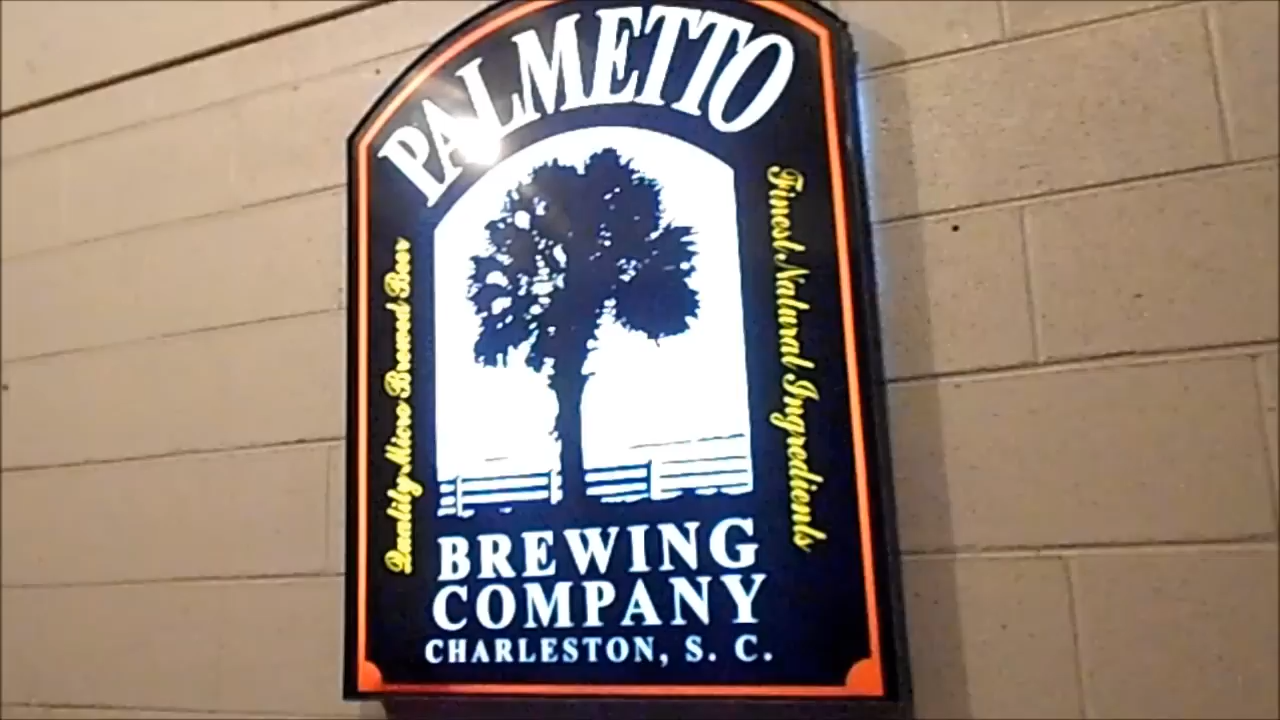 PALMETTO
Quality Micro Brewed Beer
Finest Natural Ingredients
BREWING
COMPANY
CHARLESTON, S. C.